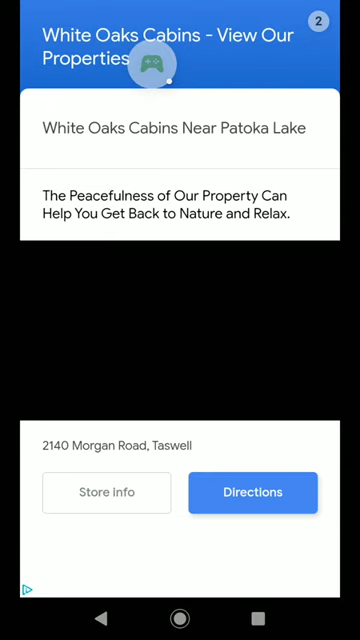 White Oaks Cabins - View Our
Properties
2
White Oaks Cabins Near Patoka Lake
The Peacefulness of Our Property Can
Help You Get Back to Nature and Relax.
2140 Morgan Road, Taswell
Store info
Directions